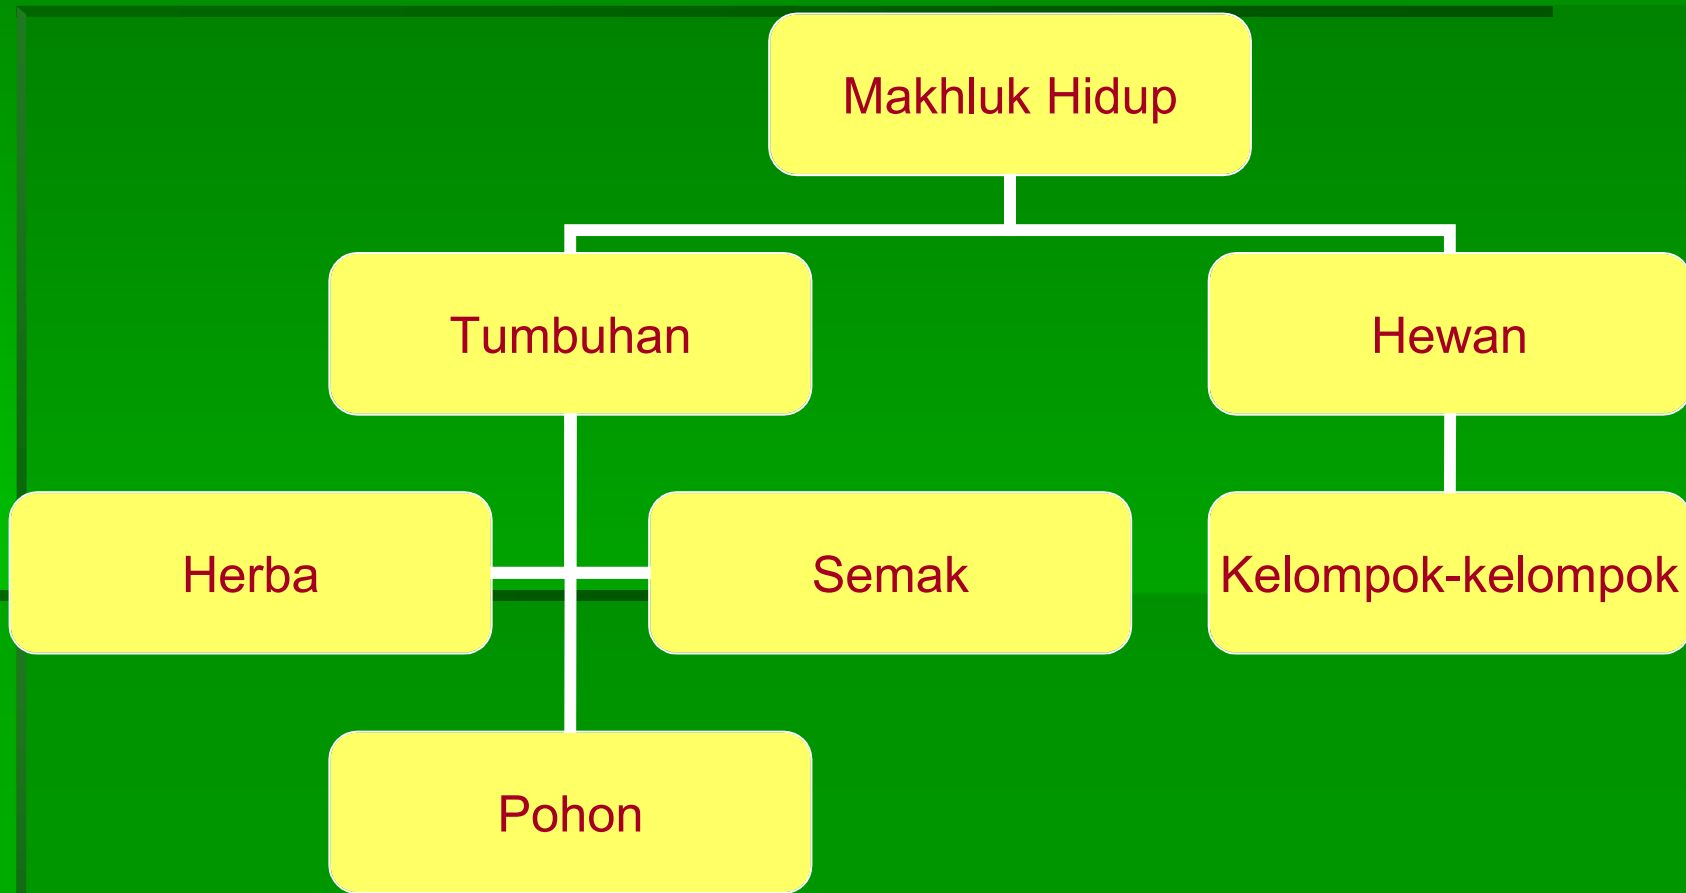 Makhluk Hidup
Tumbuhan
Hewan
Herba
Semak
Kelompok-kelompok
Pohon